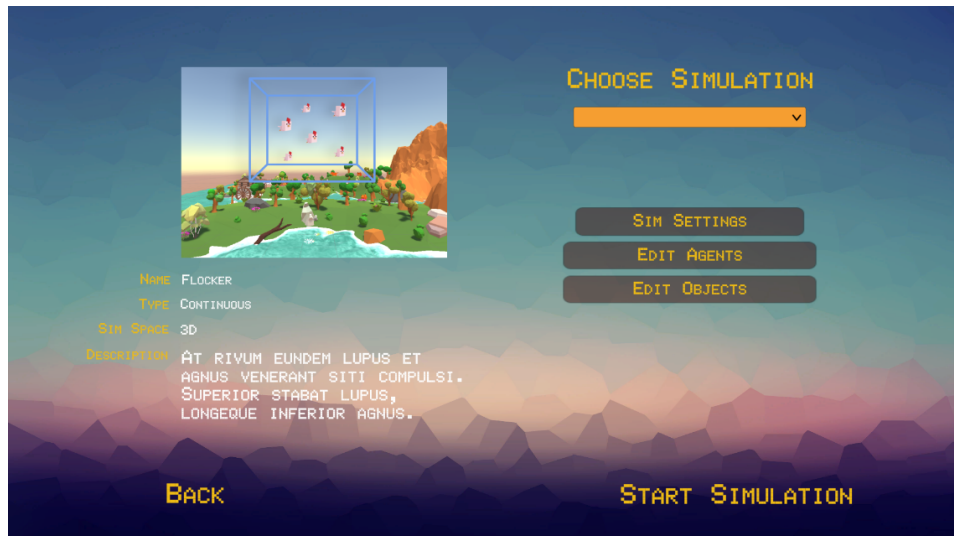 Choose Simulation
Sim Settings
Edit Agents
Edit Objects
Name Flocker
Type Continuous
Sim Space 3D
Description At rivum eundem lupus et
agnus venerant siti compulsi.
Superior stabat lupus,
longeque inferior agnus.
Back
Start Simulation